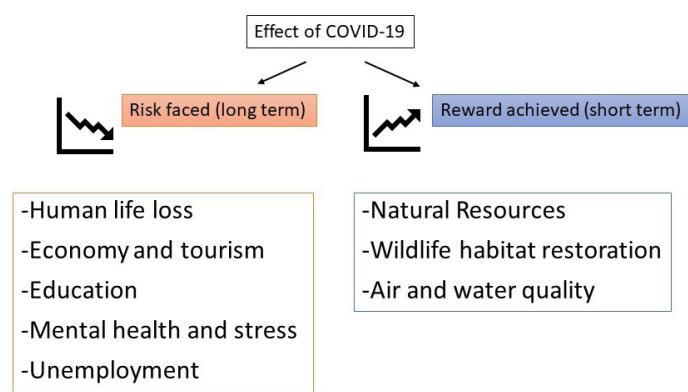 Effect of COVID-19
Risk faced (long term)
Reward achieved (short term)
-Human life loss
-Economy and tourism
-Education
-Mental health and stress
-Unemployment
-Natural Resources
-Wildlife habitat restoration
-Air and water quality